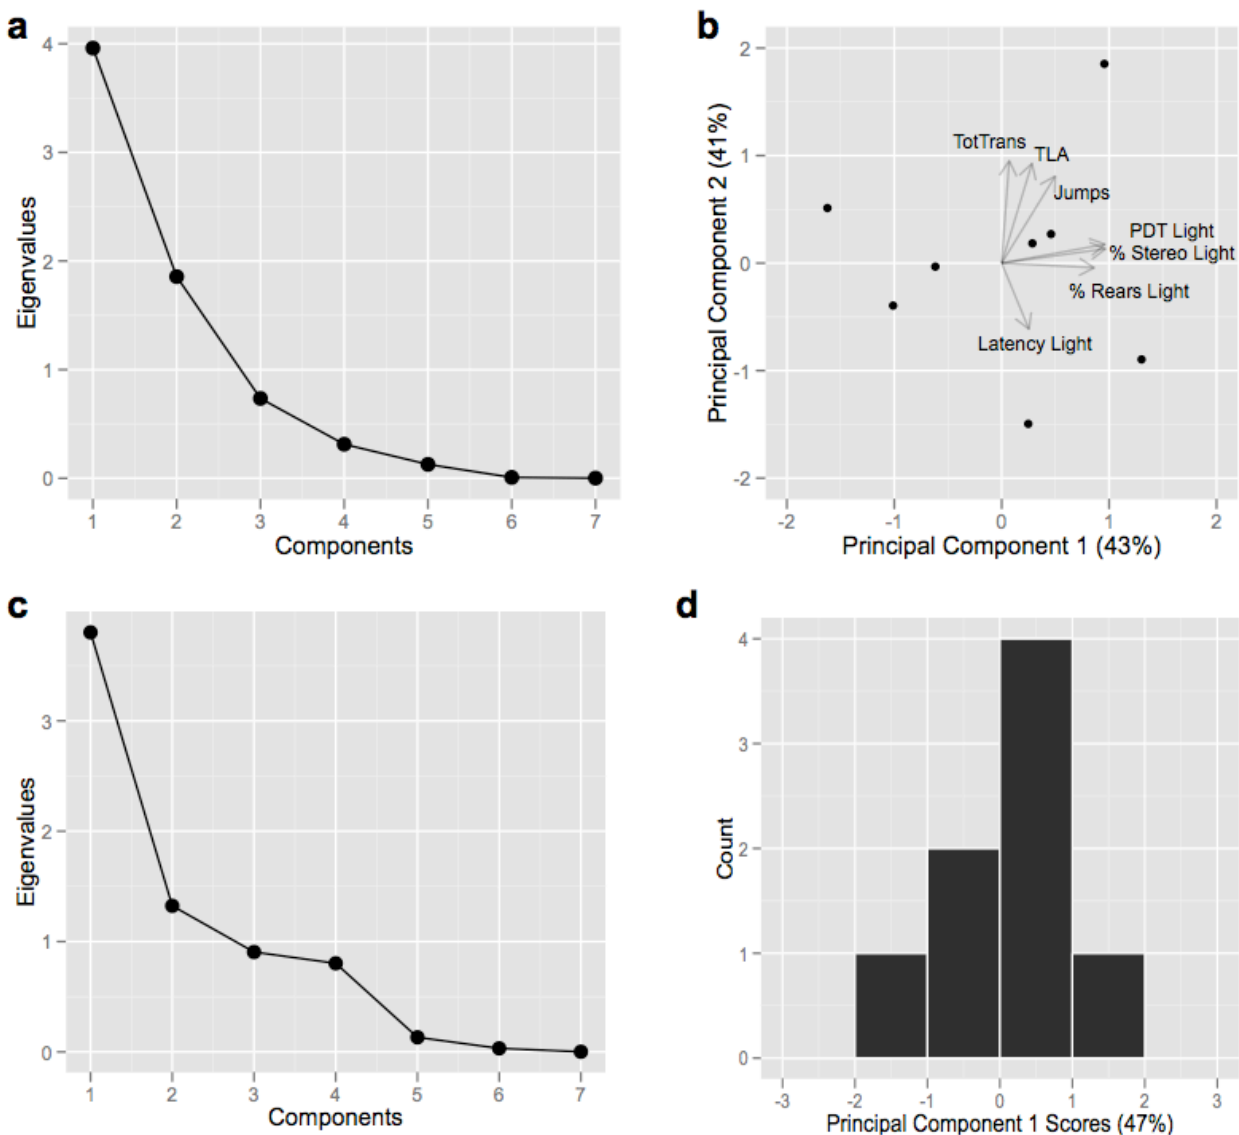 a
4
3
2
1
0
Eigenvalues
1 2 3 4 5 6 7
Components
b
2
1
0
-1
-2
Principal Component 2 (41%)
TotTrans
TLA
Jumps
PDT Light
% Stereo Light
% Rears Light
Latency Light
-2 -1 0 1 2
Principal Component 1 (43%)
c
3
2
1
0
Eigenvalues
1 2 3 4 5 6 7
Components
d
4
3
2
1
0
Count
-3 -2 -1 0 1 2 3
Principal Component 1 Scores (47%)